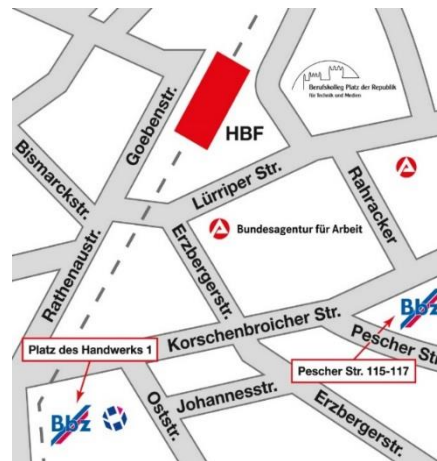 Berufskolleg Platz der Republik
für Technik und Medien
Goebenstr.
HBF
Bismarckstr.
Lürriper Str.
Rahracker
Bundesagentur für Arbeit
Rathenaustr.
Erzbergerstr.
Bbz
Korschenbroicher Str.
Platz des Handwerks 1
Pescher Str.
Pescher Str. 115-117
Johannesstr.
Bbz
Oststr.
Erzbergerstr.